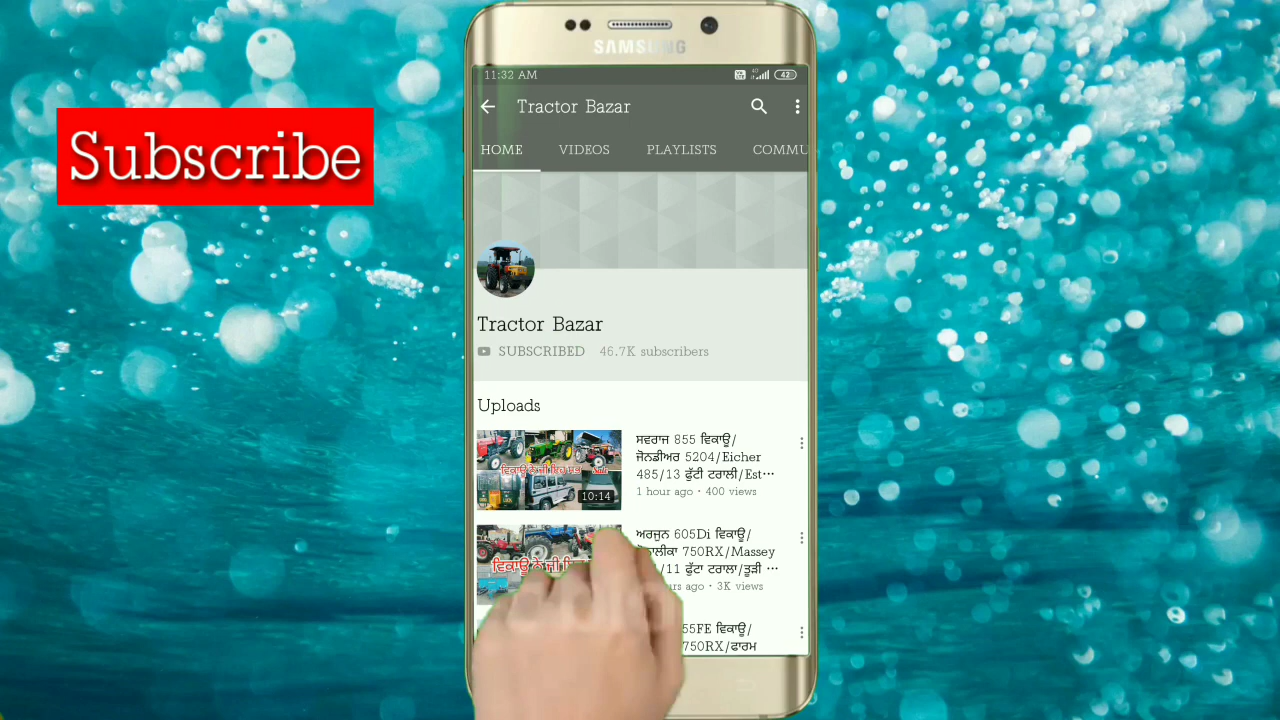 Subscribe
SAMSUNG
11:32 AM
42
Tractor Bazar
HOME VIDEOS PLAYLISTS COMMU
Tractor Bazar
SUBSCRIBED 46.7K subscribers
Uploads
ਸਵਰਾਜ 855 ਵਿਕਾਊ/
ਜੋਨਡੀਅਰ 5204/Eicher
485/13 ਫੁੱਟੀ ਟਰਾਲੀ/Est...
1 hour ago • 400 views
10:14
ਅਰਜੁਨ 605Di ਵਿਕਾਊ/
750RX/Massey
/11 ਫੁੱਟਾ ਟਰਾਲਾ/ਤੂੜੀ ...
ago • 3K views
ਵਿਕਾਊ ਨੇ ਜੀ
55FE ਵਿਕਾਊ/
750RX/ਫਾਰਮ